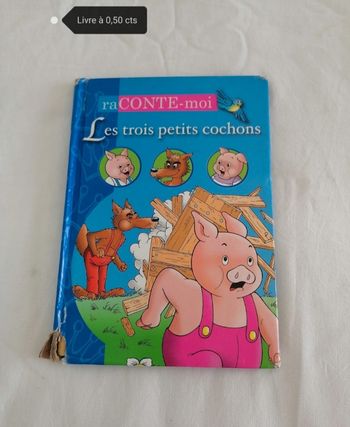 Livre à 0,50 cts
raCONTE-moi
Les trois petits cochons